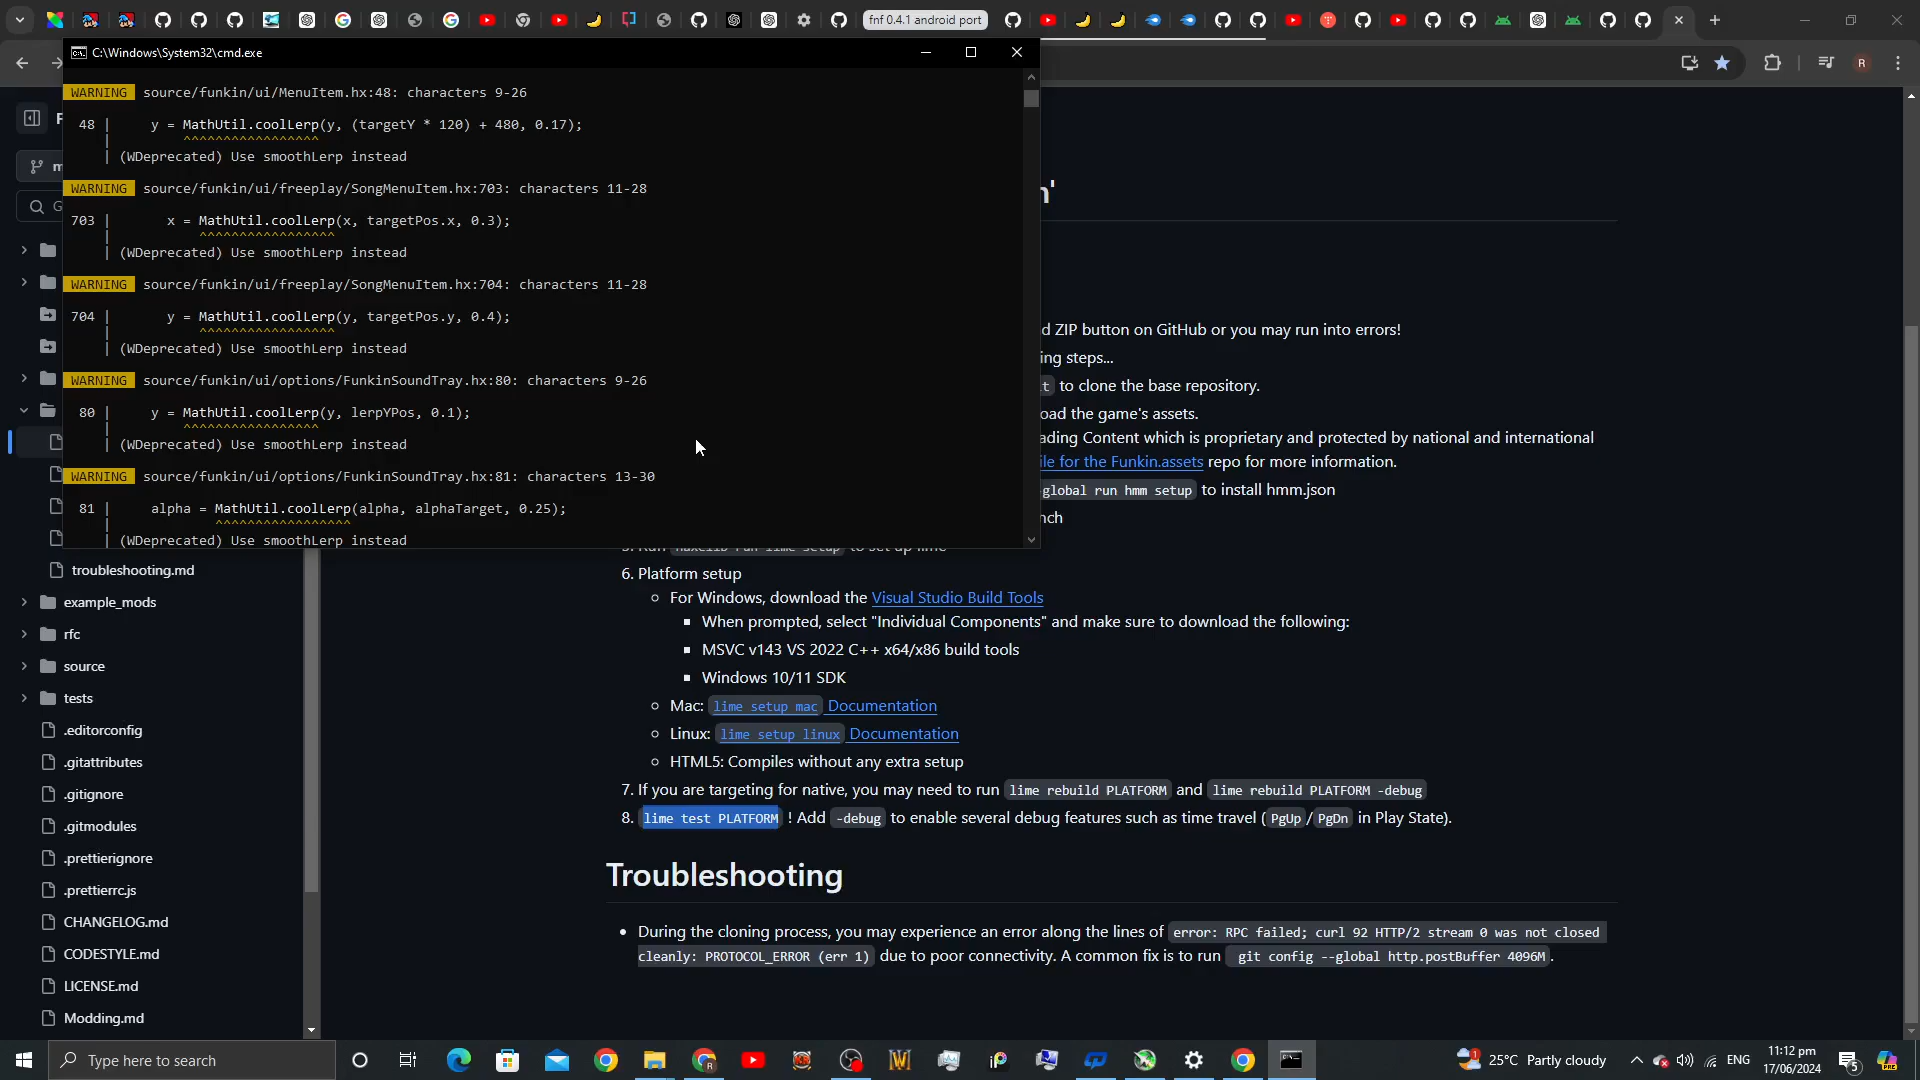 fnf 0.4.1 android port
C:\Windows\System32\cmd.exe
WARNING source/funkin/ui/MenuItem.hx:48: characters 9-26
48 | y = MathUtil.coolLerp(y, (targetY * 120) + 480, 0.17);
| ^^^^^^^^^^^^^^^^^
| (WDeprecated) Use smoothLerp instead
WARNING source/funkin/ui/freeplay/SongMenuItem.hx:703: characters 11-28
703 | x = MathUtil.coolLerp(x, targetPos.x, 0.3);
| ^^^^^^^^^^^^^^^^^
| (WDeprecated) Use smoothLerp instead
WARNING source/funkin/ui/freeplay/SongMenuItem.hx:704: characters 11-28
704 | y = MathUtil.coolLerp(y, targetPos.y, 0.4);
| ^^^^^^^^^^^^^^^^^
| (WDeprecated) Use smoothLerp instead
WARNING source/funkin/ui/options/FunkinSoundTray.hx:80: characters 9-26
80 | y = MathUtil.coolLerp(y, lerpYPos, 0.1);
| ^^^^^^^^^^^^^^^^^
| (WDeprecated) Use smoothLerp instead
WARNING source/funkin/ui/options/FunkinSoundTray.hx:81: characters 13-30
81 | alpha = MathUtil.coolLerp(alpha, alphaTarget, 0.25);
| ^^^^^^^^^^^^^^^^^
| (WDeprecated) Use smoothLerp instead
R
F
m
G
n'
d ZIP button on GitHub or you may run into errors!
ing steps...
it to clone the base repository.
oad the game's assets.
ading Content which is proprietary and protected by national and international
ile for the Funkin.assets repo for more information.
global run hmm setup to install hmm.json
nch
5. Run haxelib run lime setup to set up lime
6. Platform setup
For Windows, download the Visual Studio Build Tools
When prompted, select "Individual Components" and make sure to download the following:
MSVC v143 VS 2022 C++ x64/x86 build tools
Windows 10/11 SDK
Mac: lime setup mac Documentation
Linux: lime setup linux Documentation
HTML5: Compiles without any extra setup
7. If you are targeting for native, you may need to run lime rebuild PLATFORM and lime rebuild PLATFORM -debug
8. lime test PLATFORM ! Add -debug to enable several debug features such as time travel (PgUp/PgDn in Play State).
Troubleshooting
During the cloning process, you may experience an error along the lines of error: RPC failed; curl 92 HTTP/2 stream 0 was not closed
cleanly: PROTOCOL_ERROR (err 1) due to poor connectivity. A common fix is to run git config --global http.postBuffer 4096M.
troubleshooting.md
example_mods
rfc
source
tests
.editorconfig
.gitattributes
.gitignore
.gitmodules
.prettierignore
.prettierrc.js
CHANGELOG.md
CODESTYLE.md
LICENSE.md
Modding.md
Type here to search
25°C Partly cloudy
ENG
11:12 pm
17/06/2024
5